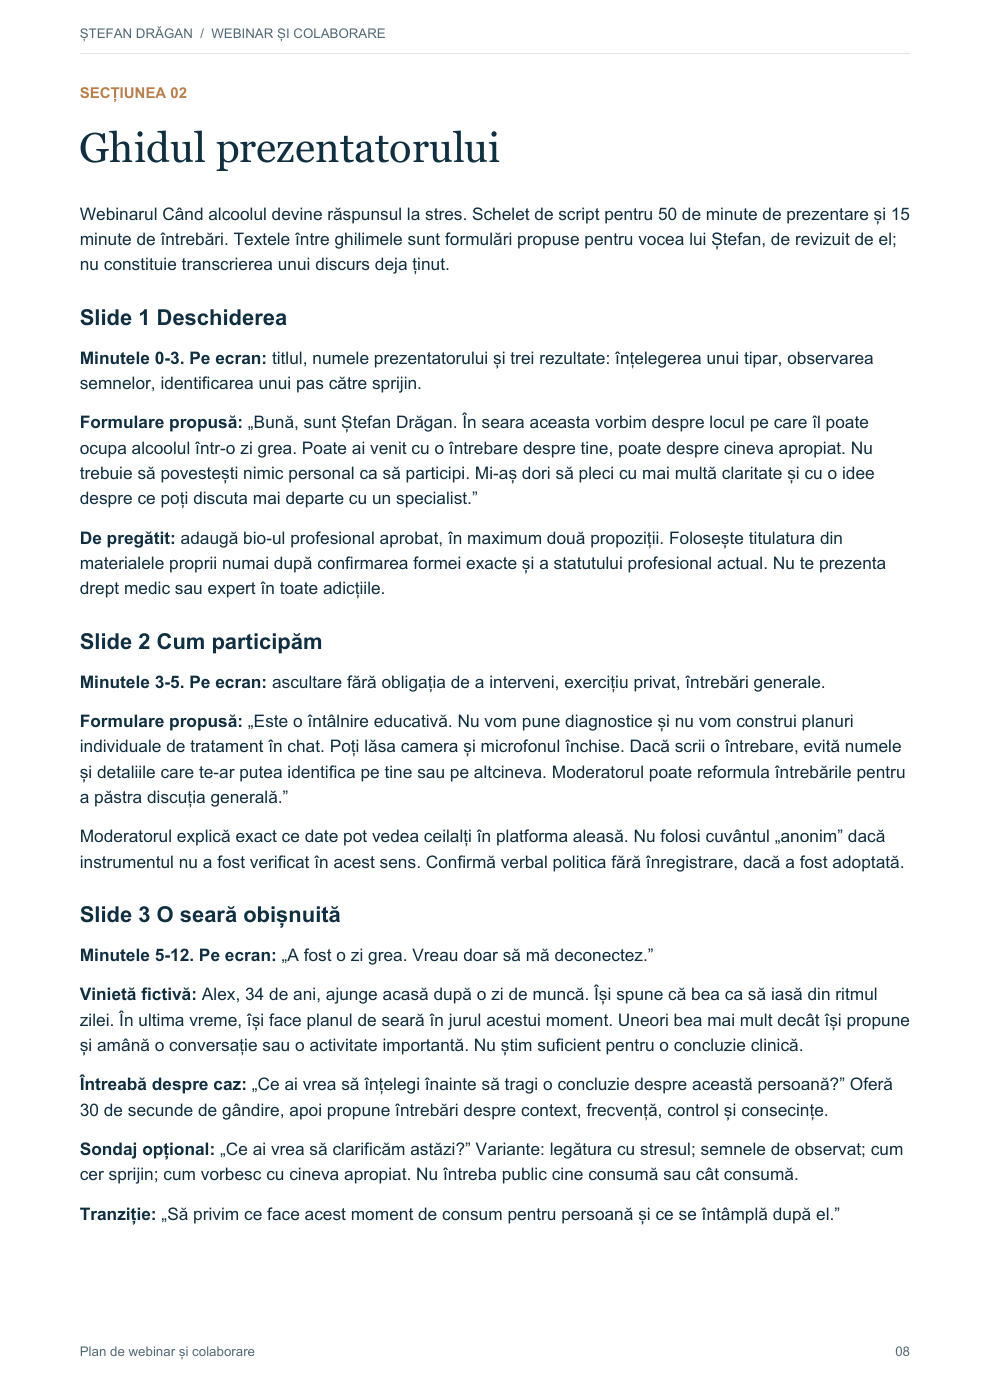 ȘTEFAN DRĂGAN / WEBINAR ȘI COLABORARE
SECȚIUNEA 02
Ghidul prezentatorului
Webinarul Când alcoolul devine răspunsul la stres. Schelet de script pentru 50 de minute de prezentare și 15
minute de întrebări. Textele între ghilimele sunt formulări propuse pentru vocea lui Ștefan, de revizuit de el;
nu constituie transcrierea unui discurs deja ținut.
Slide 1 Deschiderea
Minutele 0-3. Pe ecran: titlul, numele prezentatorului și trei rezultate: înțelegerea unui tipar, observarea
semnelor, identificarea unui pas către sprijin.
Formulare propusă: „Bună, sunt Ștefan Drăgan. În seara aceasta vorbim despre locul pe care îl poate
ocupa alcoolul într-o zi grea. Poate ai venit cu o întrebare despre tine, poate despre cineva apropiat. Nu
trebuie să povestești nimic personal ca să participi. Mi-aș dori să pleci cu mai multă claritate și cu o idee
despre ce poți discuta mai departe cu un specialist.”
De pregătit: adaugă bio-ul profesional aprobat, în maximum două propoziții. Folosește titulatura din
materialele proprii numai după confirmarea formei exacte și a statutului profesional actual. Nu te prezenta
drept medic sau expert în toate adicțiile.
Slide 2 Cum participăm
Minutele 3-5. Pe ecran: ascultare fără obligația de a interveni, exercițiu privat, întrebări generale.
Formulare propusă: „Este o întâlnire educativă. Nu vom pune diagnostice și nu vom construi planuri
individuale de tratament în chat. Poți lăsa camera și microfonul închise. Dacă scrii o întrebare, evită numele
și detaliile care te-ar putea identifica pe tine sau pe altcineva. Moderatorul poate reformula întrebările pentru
a păstra discuția generală.”
Moderatorul explică exact ce date pot vedea ceilalți în platforma aleasă. Nu folosi cuvântul „anonim” dacă
instrumentul nu a fost verificat în acest sens. Confirmă verbal politica fără înregistrare, dacă a fost adoptată.
Slide 3 O seară obișnuită
Minutele 5-12. Pe ecran: „A fost o zi grea. Vreau doar să mă deconectez.”
Vinietă fictivă: Alex, 34 de ani, ajunge acasă după o zi de muncă. Își spune că bea ca să iasă din ritmul
zilei. În ultima vreme, își face planul de seară în jurul acestui moment. Uneori bea mai mult decât își propune
și amână o conversație sau o activitate importantă. Nu știm suficient pentru o concluzie clinică.
Întreabă despre caz: „Ce ai vrea să înțelegi înainte să tragi o concluzie despre această persoană?” Oferă
30 de secunde de gândire, apoi propune întrebări despre context, frecvență, control și consecințe.
Sondaj opțional: „Ce ai vrea să clarificăm astăzi?” Variante: legătura cu stresul; semnele de observat; cum
cer sprijin; cum vorbesc cu cineva apropiat. Nu întreba public cine consumă sau cât consumă.
Tranziție: „Să privim ce face acest moment de consum pentru persoană și ce se întâmplă după el.”
Plan de webinar și colaborare
08